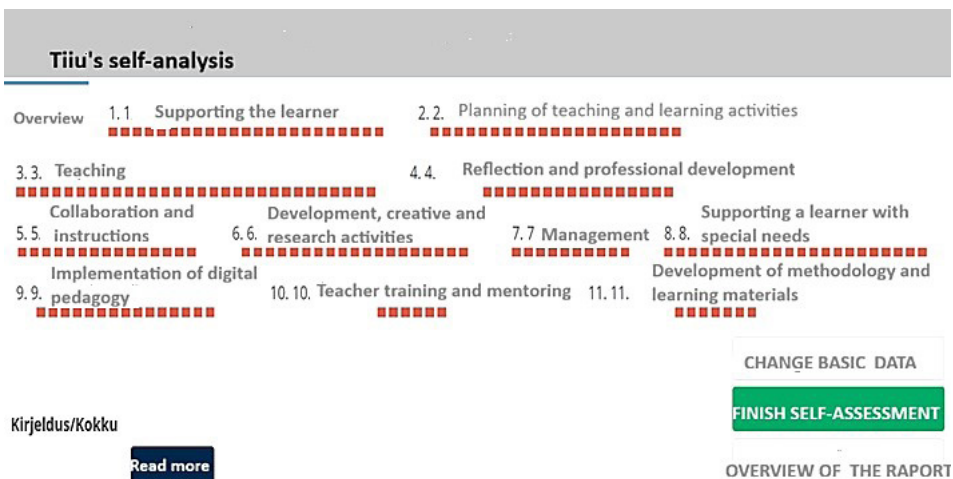 Tiiu's self-analysis
Overview 1.1 Supporting the learner 2.2. Planning of teaching and learning activities
3.3. Teaching 4.4. Reflection and professional development
5.5. Collaboration and instructions 6.6. Development, creative and research activities 7.7 Management 8.8. Supporting a learner with special needs
9.9. Implementation of digital pedagogy 10.10. Teacher training and mentoring 11.11. Development of methodology and learning materials
CHANGE BASIC DATA
FINISH SELF-ASSESSMENT
Kirjeldus/Kokku
Read more
OVERVIEW OF THE RAPORT